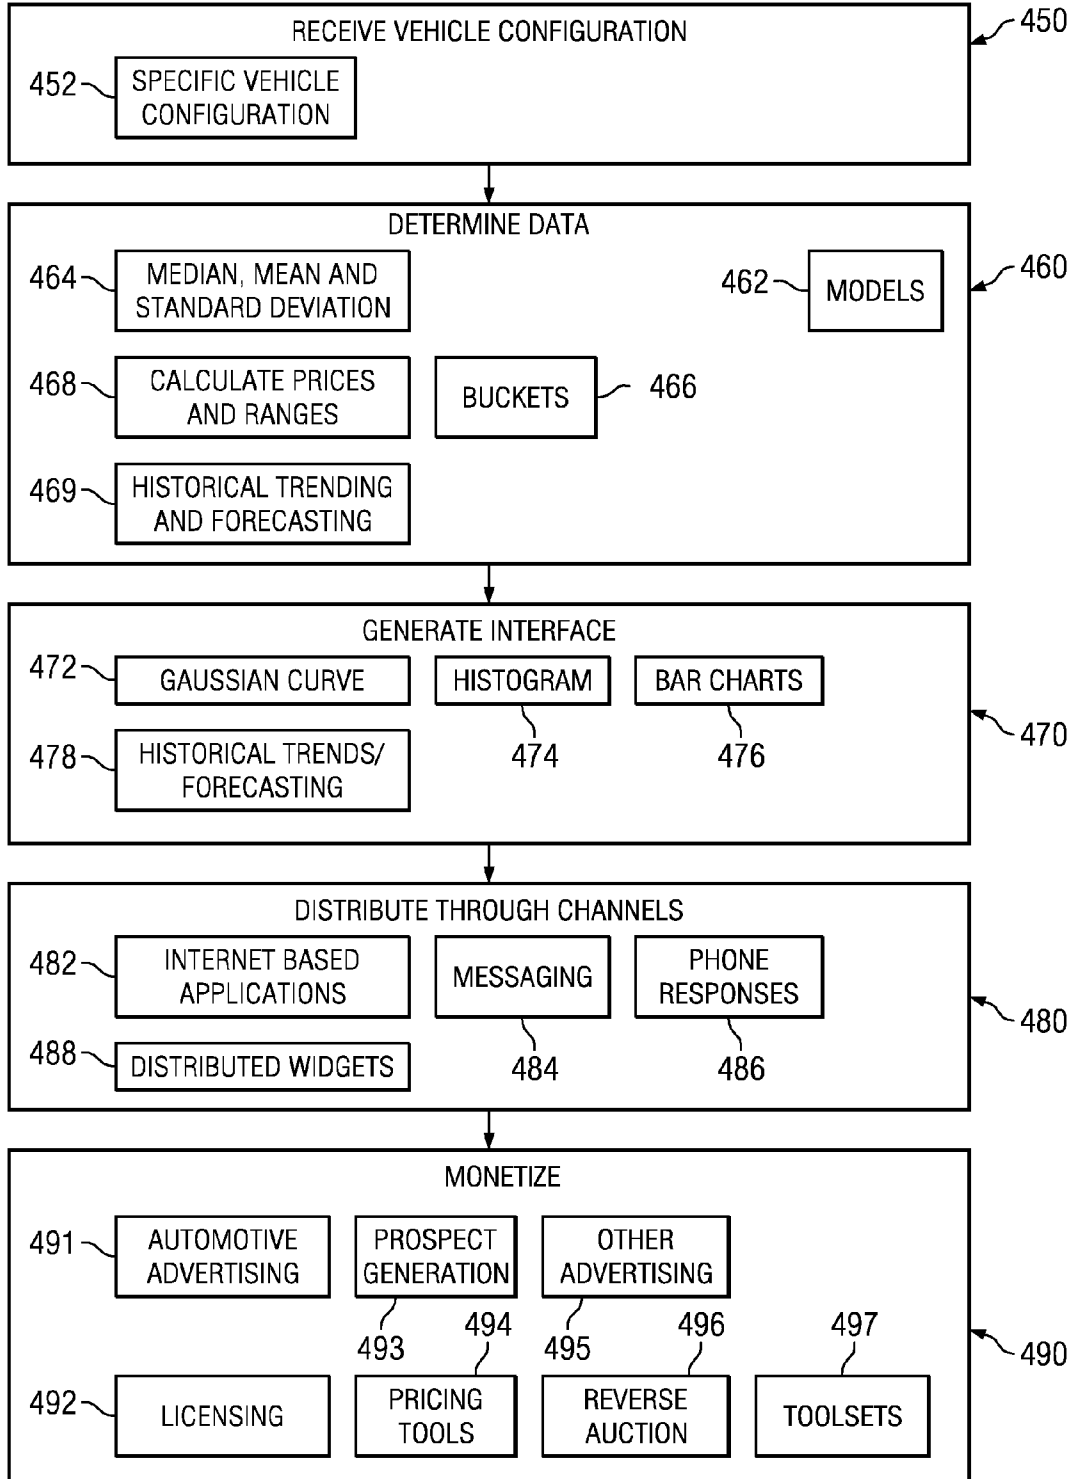 RECEIVE VEHICLE CONFIGURATION
450
452
SPECIFIC VEHICLE
CONFIGURATION
DETERMINE DATA
464
MEDIAN, MEAN AND
STANDARD DEVIATION
462
MODELS
460
468
CALCULATE PRICES
AND RANGES
BUCKETS
466
469
HISTORICAL TRENDING
AND FORECASTING
GENERATE INTERFACE
472
GAUSSIAN CURVE
HISTOGRAM
BAR CHARTS
474
476
470
478
HISTORICAL TRENDS/
FORECASTING
DISTRIBUTE THROUGH CHANNELS
482
INTERNET BASED
APPLICATIONS
MESSAGING
PHONE
RESPONSES
480
484
486
488
DISTRIBUTED WIDGETS
MONETIZE
491
AUTOMOTIVE
ADVERTISING
PROSPECT
GENERATION
OTHER
ADVERTISING
493
494
495
496
497
490
492
LICENSING
PRICING
TOOLS
REVERSE
AUCTION
TOOLSETS